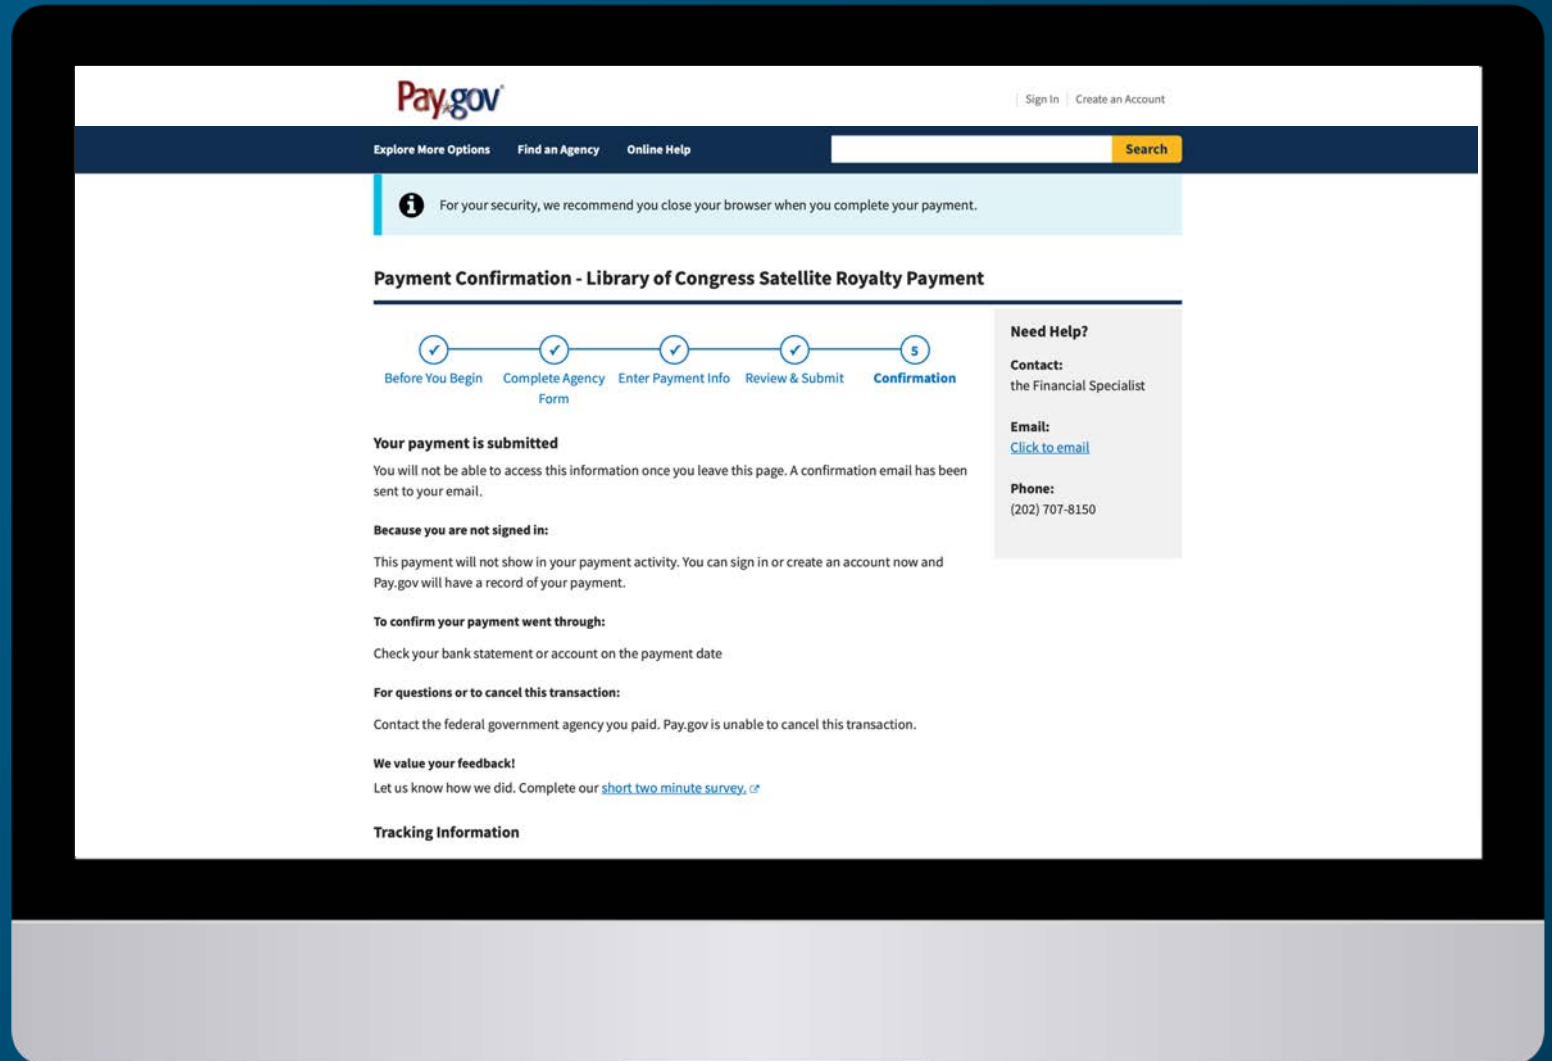 Pay.gov
Sign In
Create an Account
Explore More Options
Find an Agency
Online Help
Search
For your security, we recommend you close your browser when you complete your payment.
Payment Confirmation - Library of Congress Satellite Royalty Payment
5
Before You Begin
Complete Agency
Form
Enter Payment Info
Review & Submit
Confirmation
Your payment is submitted
You will not be able to access this information once you leave this page. A confirmation email has been
sent to your email.
Because you are not signed in:
This payment will not show in your payment activity. You can sign in or create an account now and
Pay.gov will have a record of your payment.
To confirm your payment went through:
Check your bank statement or account on the payment date
For questions or to cancel this transaction:
Contact the federal government agency you paid. Pay.gov is unable to cancel this transaction.
We value your feedback!
Let us know how we did. Complete our short two minute survey.
Tracking Information
Need Help?
Contact:
the Financial Specialist
Email:
Click to email
Phone:
(202) 707-8150